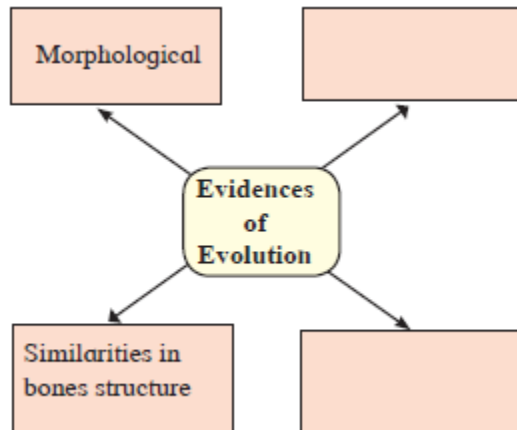 Morphological
Evidences
of
Evolution
Similarities in
bones structure